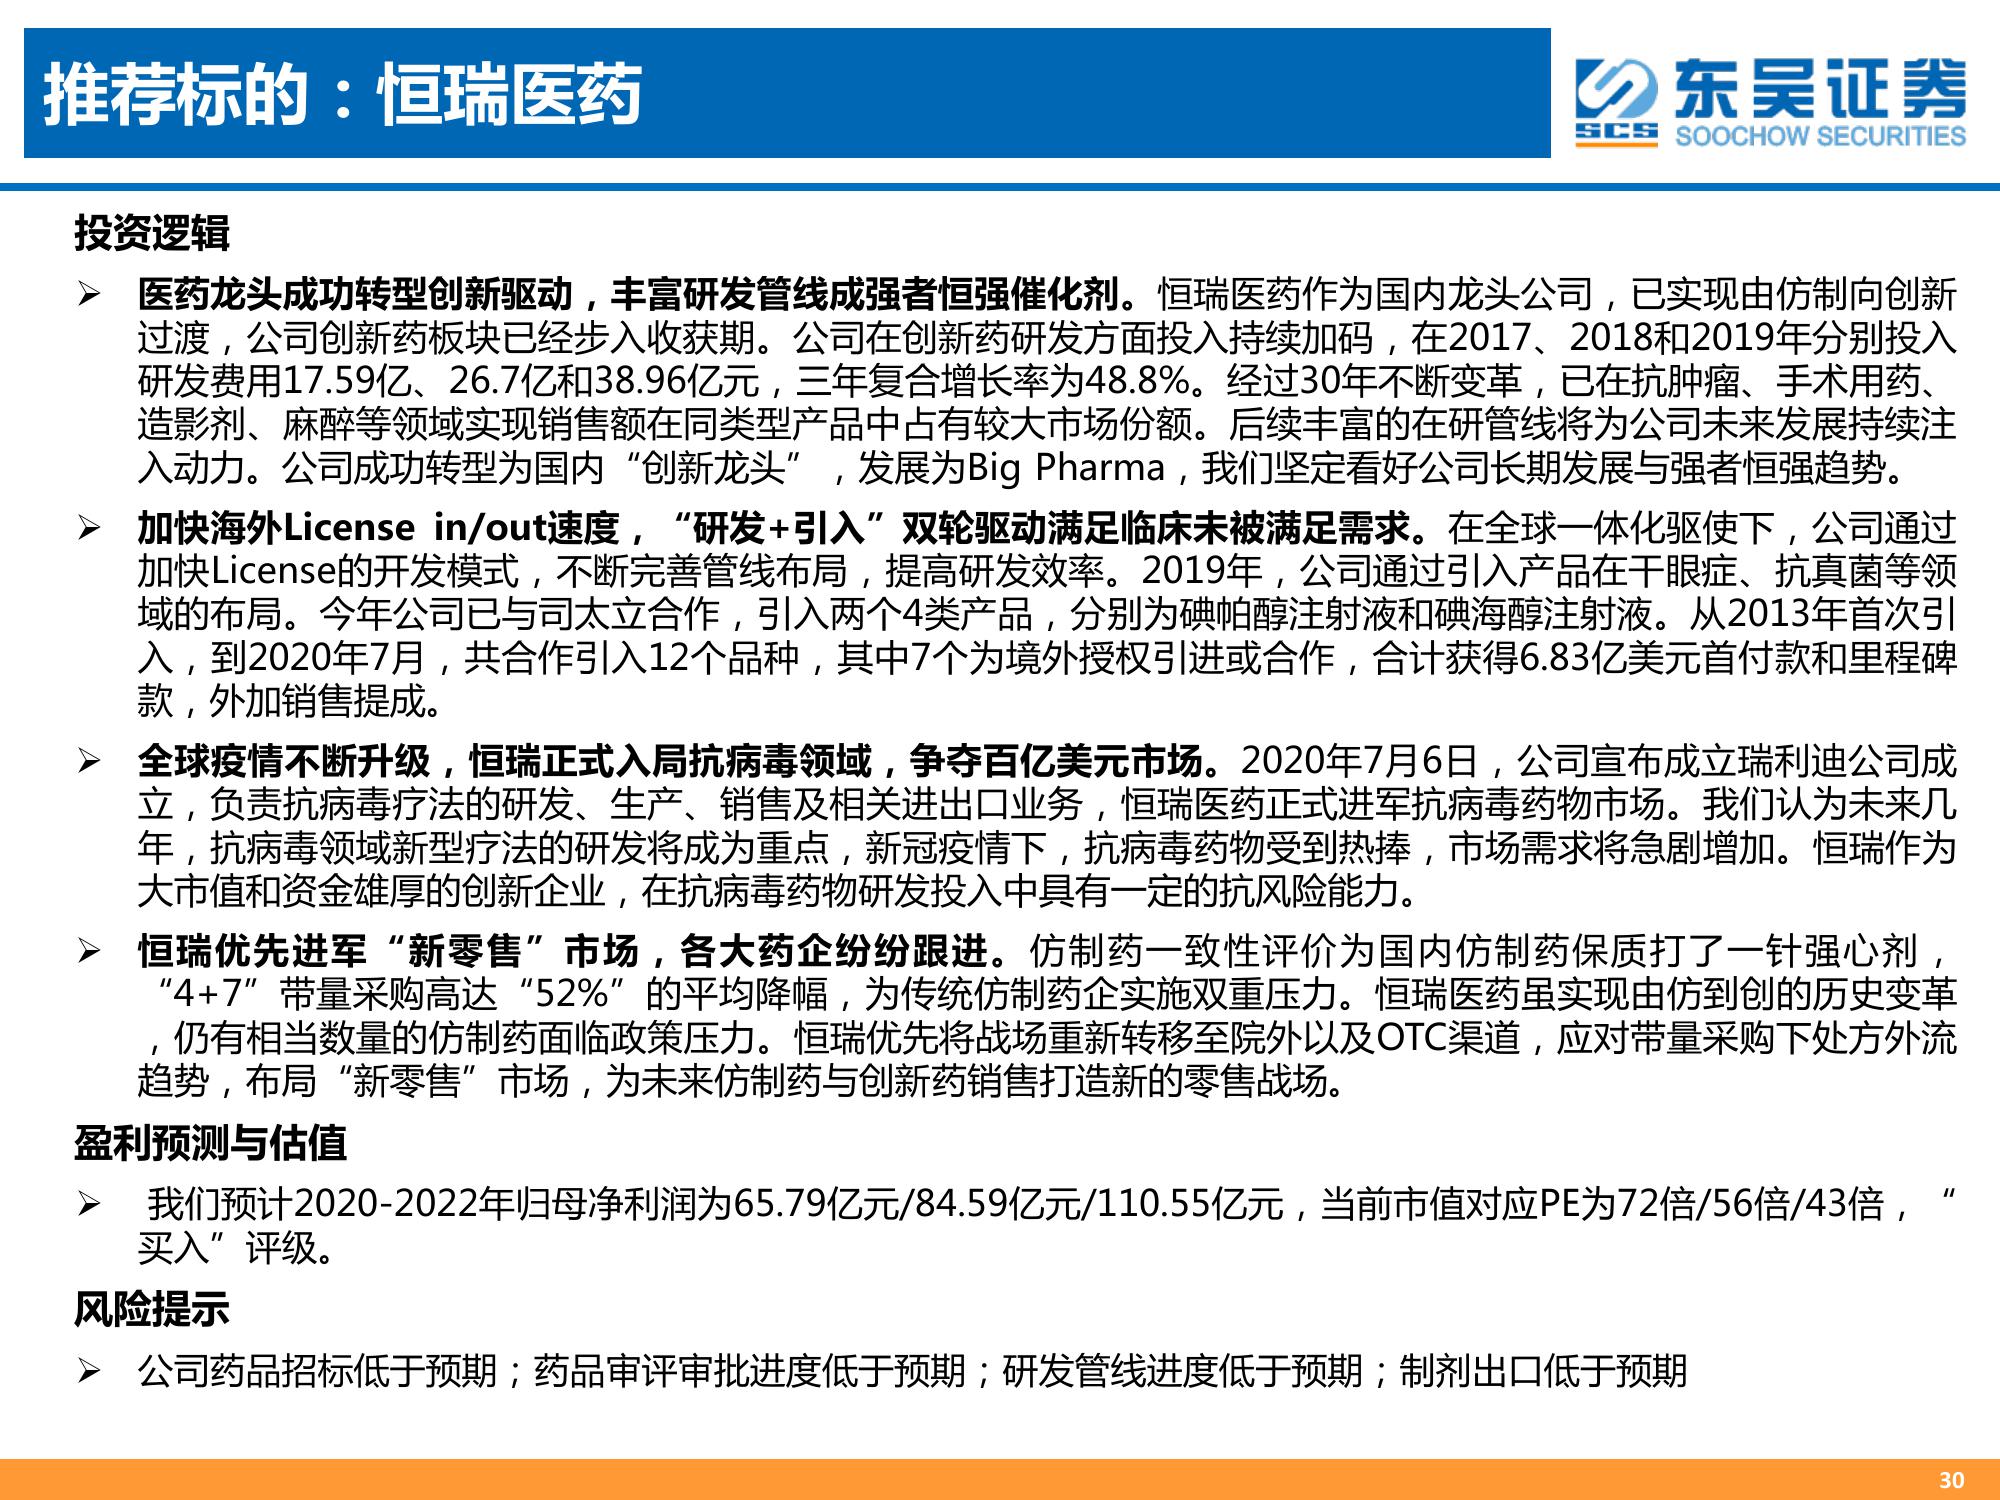 推荐标的：恒瑞医药
东吴证券
SCS
SOOCHOW SECURITIES
投资逻辑
➢ 医药龙头成功转型创新驱动，丰富研发管线成强者恒强催化剂。恒瑞医药作为国内龙头公司，已实现由仿制向创新
过渡，公司创新药板块已经步入收获期。公司在创新药研发方面投入持续加码，在2017、2018和2019年分别投入
研发费用17.59亿、26.7亿和38.96亿元，三年复合增长率为48.8%。经过30年不断变革，已在抗肿瘤、手术用药、
造影剂、麻醉等领域实现销售额在同类型产品中占有较大市场份额。后续丰富的在研管线将为公司未来发展持续注
入动力。公司成功转型为国内“创新龙头”，发展为Big Pharma，我们坚定看好公司长期发展与强者恒强趋势。
➢ 加快海外License in/out速度，“研发+引入”双轮驱动满足临床未被满足需求。在全球一体化驱使下，公司通过
加快License的开发模式，不断完善管线布局，提高研发效率。2019年，公司通过引入产品在干眼症、抗真菌等领
域的布局。今年公司已与司太立合作，引入两个4类产品，分别为碘帕醇注射液和碘海醇注射液。从2013年首次引
入，到2020年7月，共合作引入12个品种，其中7个为境外授权引进或合作，合计获得6.83亿美元首付款和里程碑
款，外加销售提成。
➢ 全球疫情不断升级，恒瑞正式入局抗病毒领域，争夺百亿美元市场。2020年7月6日，公司宣布成立瑞利迪公司成
立，负责抗病毒疗法的研发、生产、销售及相关进出口业务，恒瑞医药正式进军抗病毒药物市场。我们认为未来几
年，抗病毒领域新型疗法的研发将成为重点，新冠疫情下，抗病毒药物受到热捧，市场需求将急剧增加。恒瑞作为
大市值和资金雄厚的创新企业，在抗病毒药物研发投入中具有一定的抗风险能力。
➢ 恒瑞优先进军“新零售”市场，各大药企纷纷跟进。仿制药一致性评价为国内仿制药保质打了一针强心剂，
“4+7”带量采购高达“52%”的平均降幅，为传统仿制药企实施双重压力。恒瑞医药虽实现由仿到创的历史变革
，仍有相当数量的仿制药面临政策压力。恒瑞优先将战场重新转移至院外以及OTC渠道，应对带量采购下处方外流
趋势，布局“新零售”市场，为未来仿制药与创新药销售打造新的零售战场。
盈利预测与估值
➢ 我们预计2020-2022年归母净利润为65.79亿元/84.59亿元/110.55亿元，当前市值对应PE为72倍/56倍/43倍，“
买入”评级。
风险提示
➢ 公司药品招标低于预期；药品审评审批进度低于预期；研发管线进度低于预期；制剂出口低于预期
30